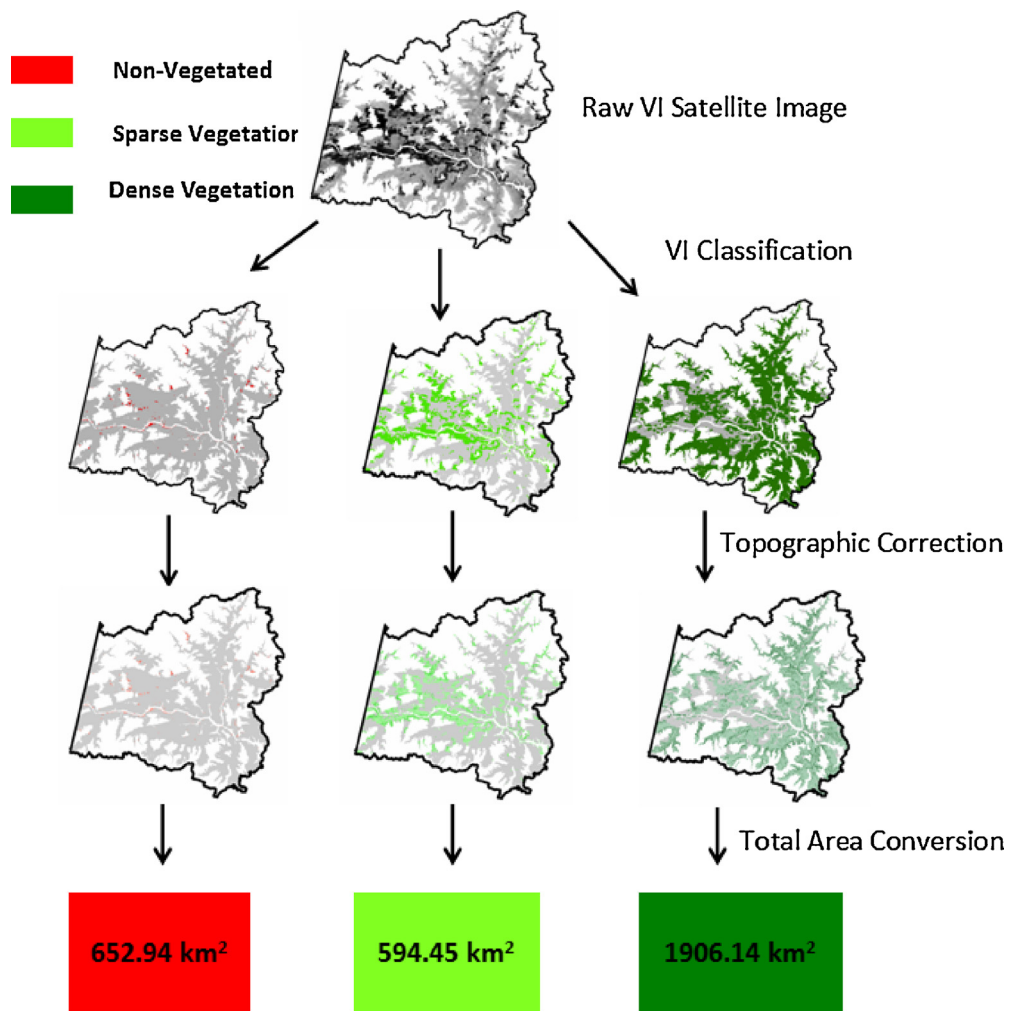 Non-Vegetated
Raw VI Satellite Image
Sparse Vegetatior
Dense Vegetation
VI Classification
Topographic Correction
Total Area Conversion
652.94 km²
594.45 km²
1906.14 km²